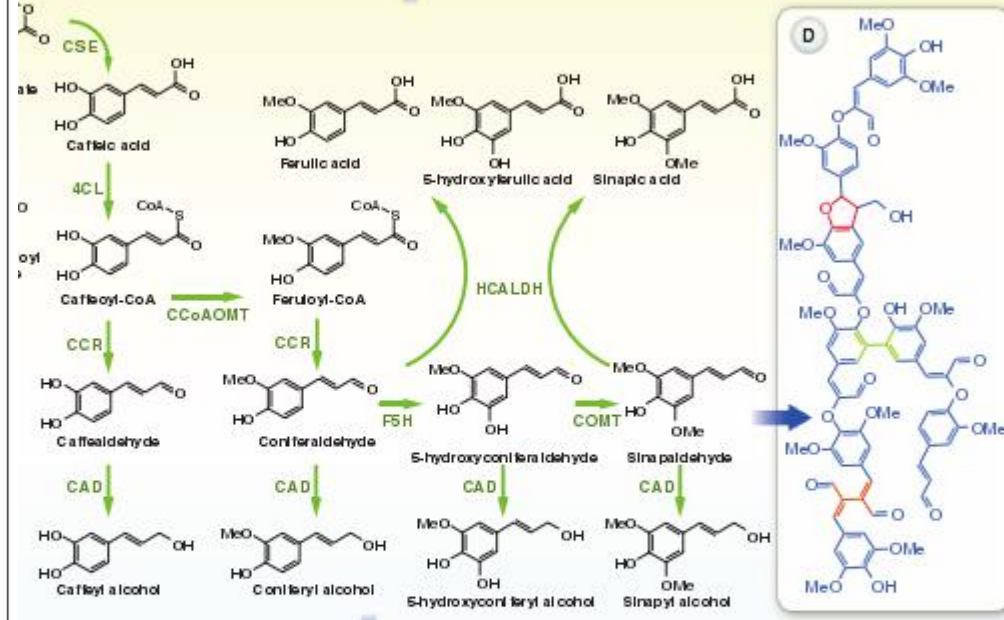 CSE
D
MeO
OH
OMe
HO
OH
O
HO
Caffeic acid
MeO
OH
O
HO
Ferulic acid
MeO
OH
O
HO
OH
5-hydroxyferulic acid
MeO
OH
O
HO
OMe
Sinapic acid
ate
4CL
CoA
S
HO
O
HO
Caffeoyl-CoA
CCoAOMT
CoA
S
MeO
O
HO
Feruloyl-CoA
HCALDH
O
oyl
CCR
CCR
HO
O
HO
Caffealdehyde
MeO
O
HO
Coniferaldehyde
F5H
MeO
O
HO
OH
5-hydroxyconiferaldehyde
COMT
MeO
O
HO
OMe
Sinapaldehyde
CAD
CAD
CAD
CAD
HO
OH
HO
Caffeyl alcohol
MeO
OH
HO
Coniferyl alcohol
MeO
OH
HO
OH
5-hydroxyconiferyl alcohol
MeO
OH
HO
OMe
Sinapyl alcohol
O
O
MeO
O
OH
MeO
O
O
OH
MeO
O
OMe
O
O
O
O
OMe
MeO
OMe
O
O
O
O
OMe
MeO
OH